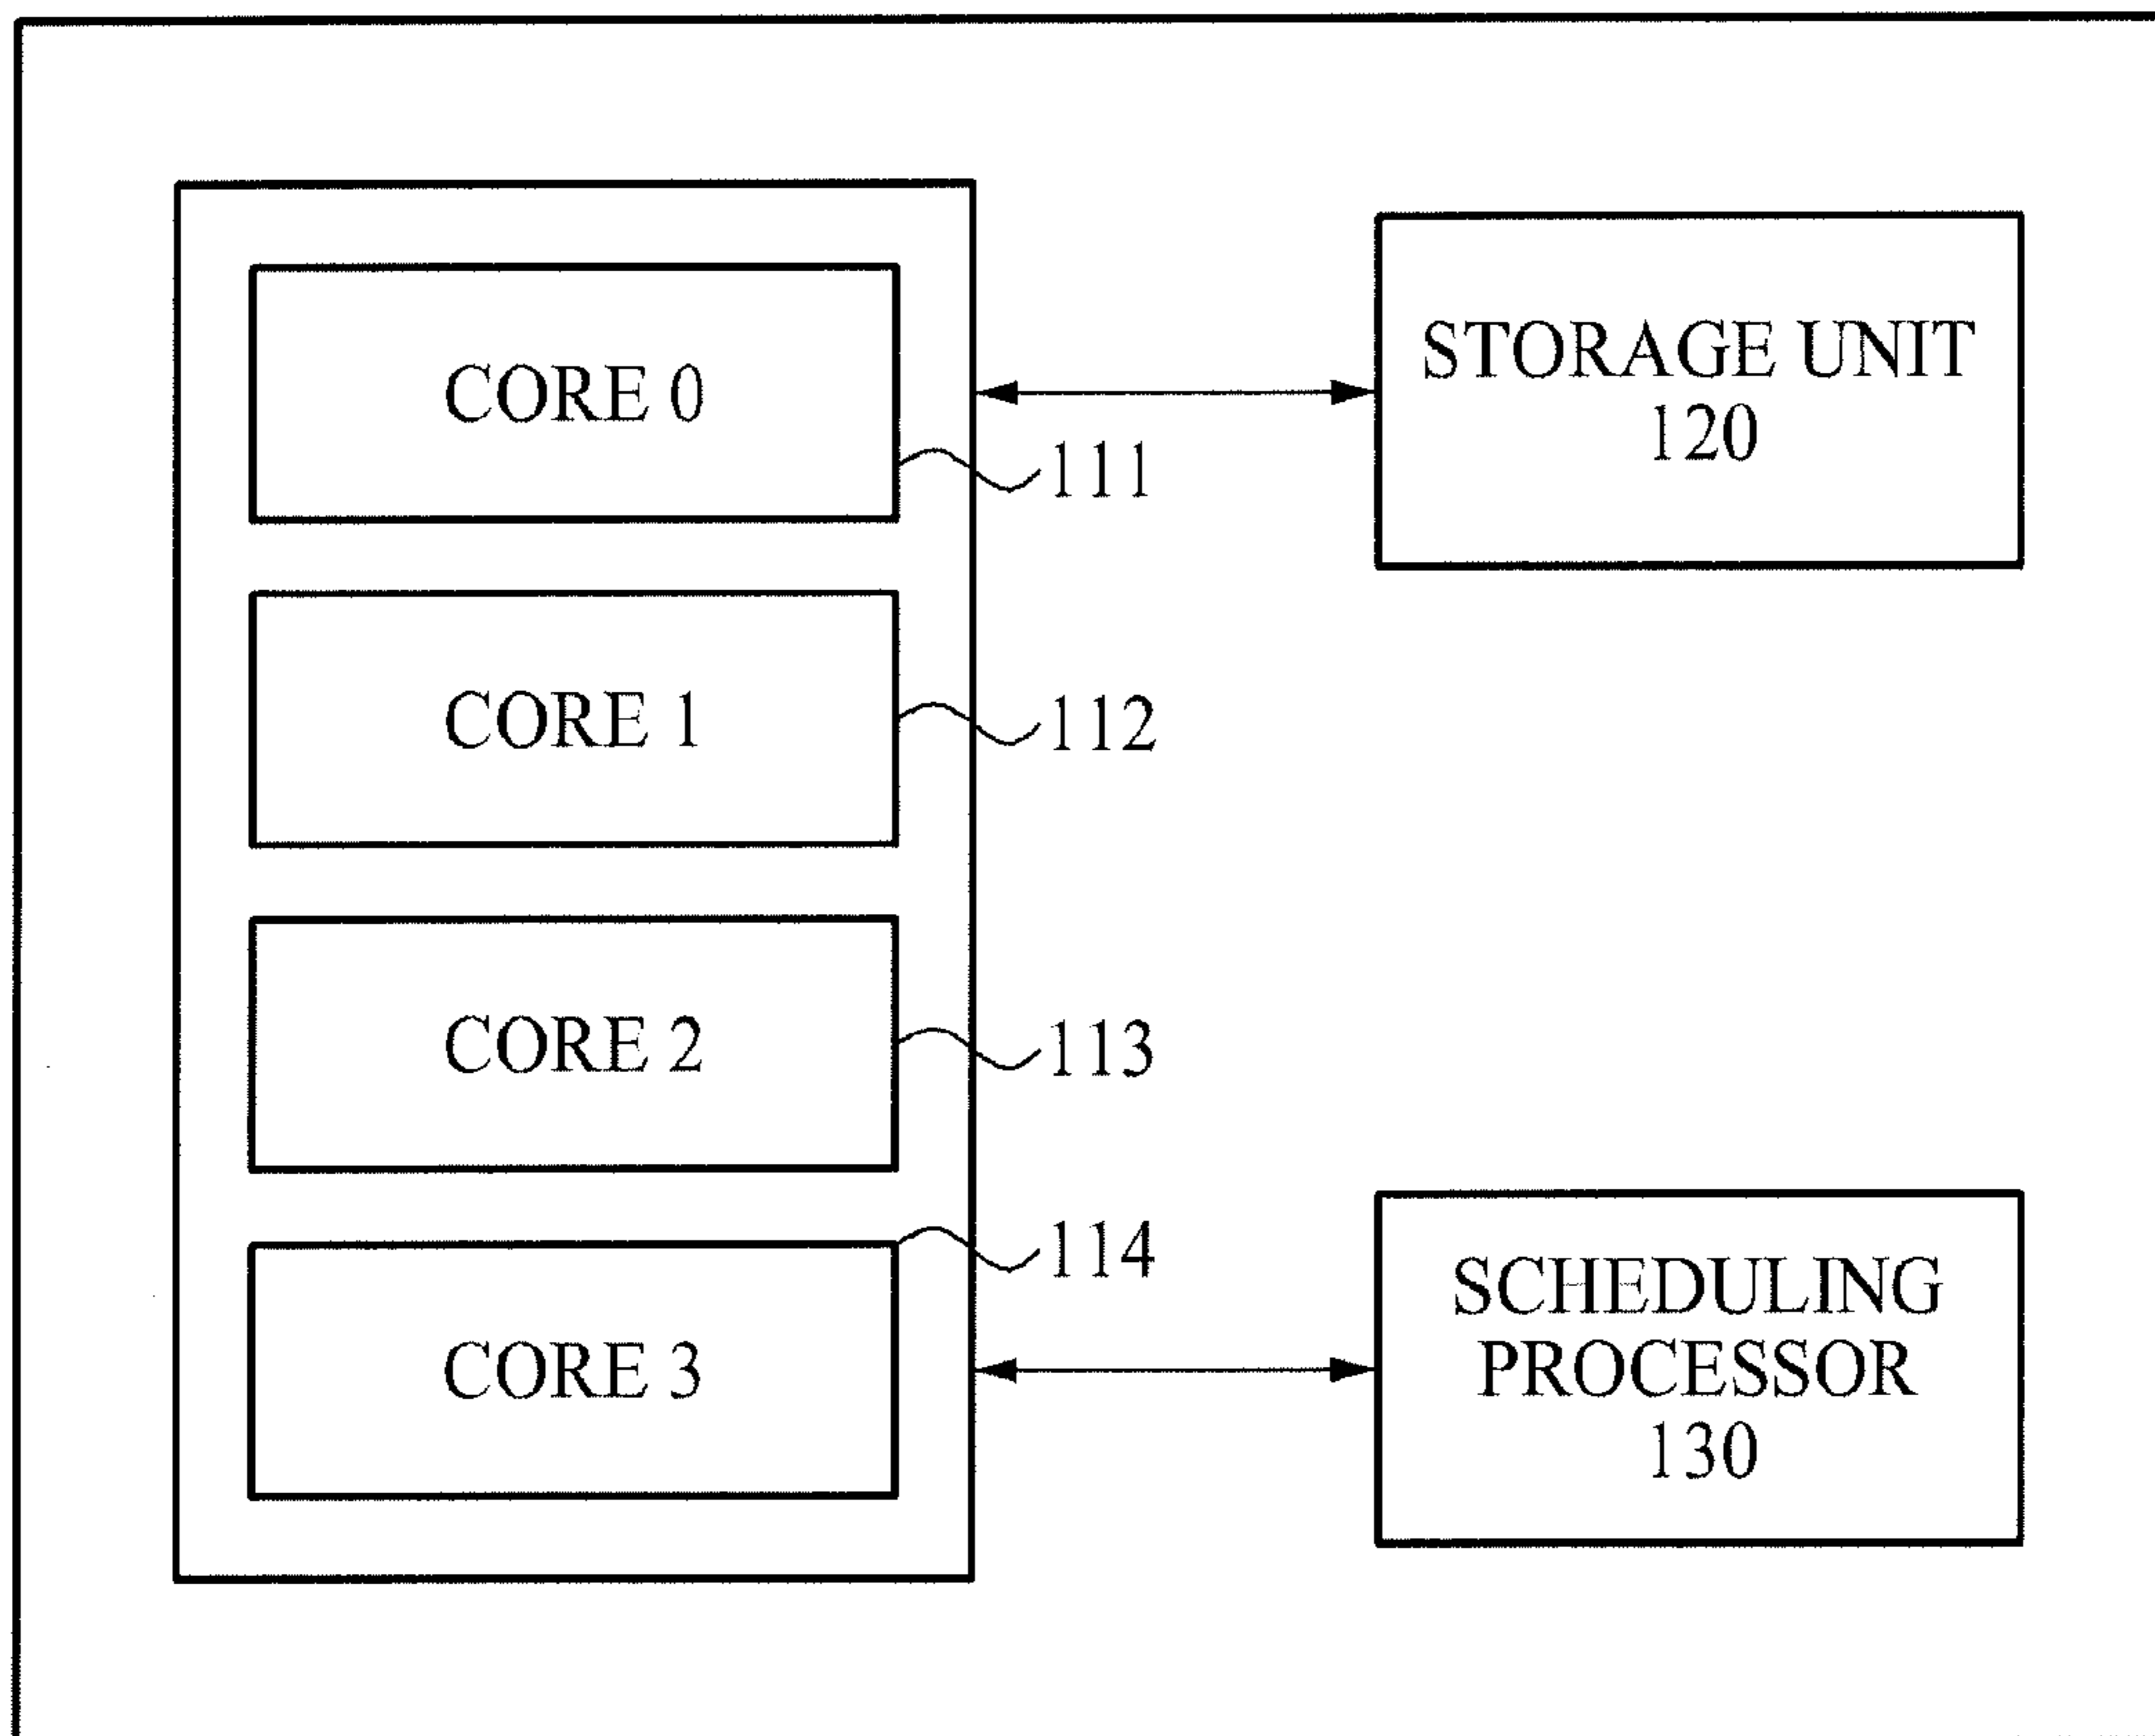 CORE 0
111
STORAGE UNIT
120
CORE 1
112
CORE 2
113
114
CORE 3
SCHEDULING
PROCESSOR
130